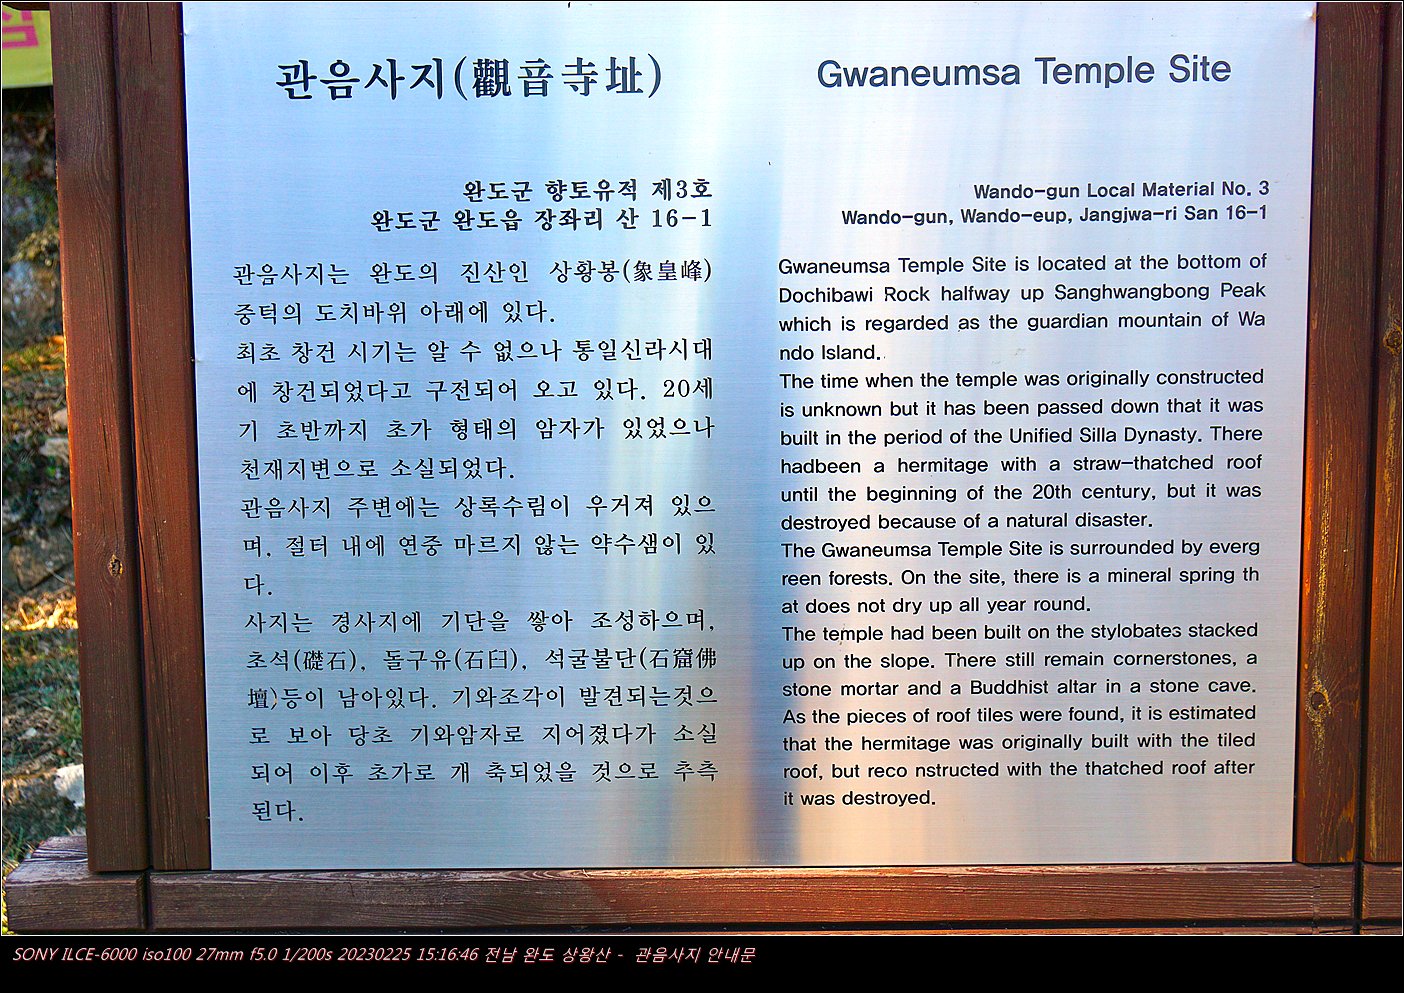 관음사지(觀音寺址)
완도군 향토유적 제3호
완도군 완도읍 장좌리 산 16-1
관음사지는 완도의 진산인 상황봉(象皇峰)
중턱의 도치바위 아래에 있다.
최초 창건 시기는 알 수 없으나 통일신라시대
에 창건되었다고 구전되어 오고 있다. 20세
기 초반까지 초가 형태의 암자가 있었으나
천재지변으로 소실되었다.
관음사지 주변에는 상록수림이 우거져 있으
며, 절터 내에 연중 마르지 않는 약수샘이 있
다.
사지는 경사지에 기단을 쌓아 조성하으며,
초석(礎石), 돌구유(石臼), 석굴불단(石窟佛
壇)등이 남아있다. 기와조각이 발견되는것으
로 보아 당초 기와암자로 지어졌다가 소실
되어 이후 초가로 개 축되었을 것으로 추측
된다.
Gwaneumsa Temple Site
Wando-gun Local Material No. 3
Wando-gun, Wando-eup, Jangjwa-ri San 16-1
Gwaneumsa Temple Site is located at the bottom of
Dochibawi Rock halfway up Sanghwangbong Peak
which is regarded as the guardian mountain of Wa
ndo Island.
The time when the temple was originally constructed
is unknown but it has been passed down that it was
built in the period of the Unified Silla Dynasty. There
hadbeen a hermitage with a straw-thatched roof
until the beginning of the 20th century, but it was
destroyed because of a natural disaster.
The Gwaneumsa Temple Site is surrounded by everg
reen forests. On the site, there is a mineral spring th
at does not dry up all year round.
The temple had been built on the stylobates stacked
up on the slope. There still remain cornerstones, a
stone mortar and a Buddhist altar in a stone cave.
As the pieces of roof tiles were found, it is estimated
that the hermitage was originally built with the tiled
roof, but reco nstructed with the thatched roof after
it was destroyed.
SONY ILCE-6000 iso100 27mm f5.0 1/200s 20230225 15:16:46 전남 완도 상왕산 - 관음사지 안내문